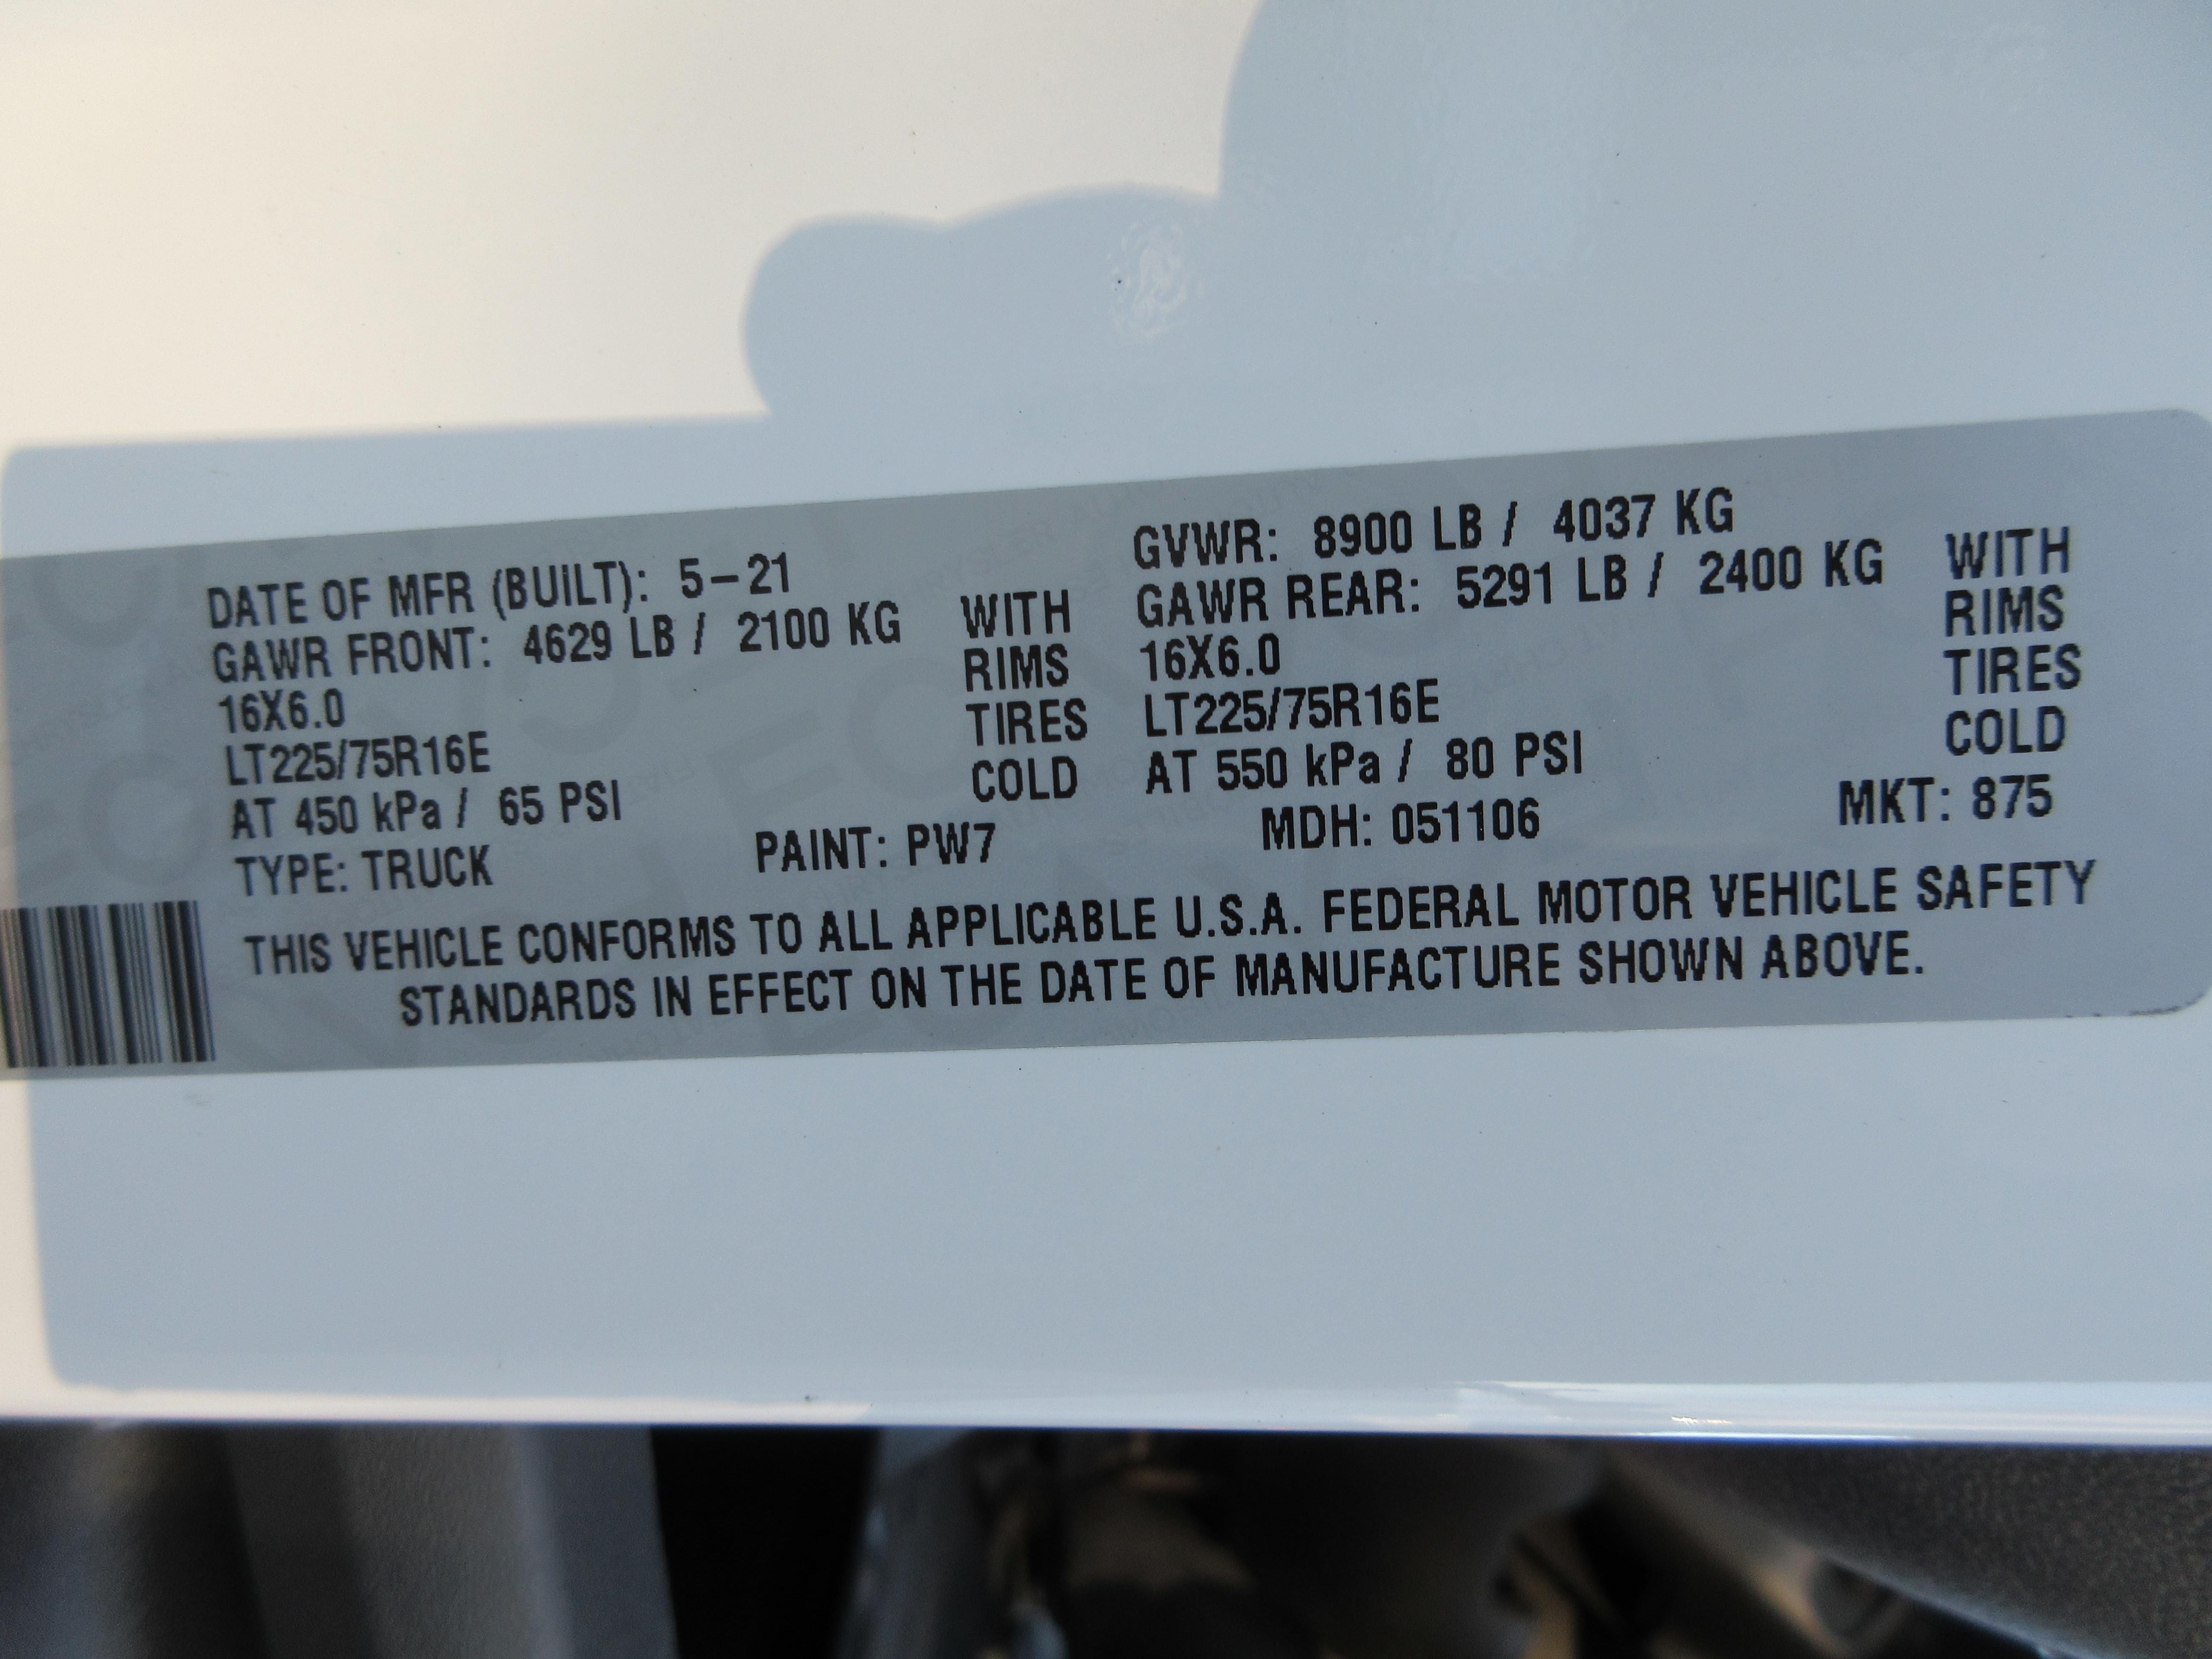 DATE OF MFR (BUILT): 5-21 GVWR: 8900 LB / 4037 KG
GAWR FRONT: 4629 LB / 2100 KG WITH GAWR REAR: 5291 LB / 2400 KG WITH
16X6.0 RIMS 16X6.0 RIMS
LT225/75R16E TIRES LT225/75R16E TIRES
AT 450 kPa / 65 PSI COLD AT 550 kPa / 80 PSI COLD
TYPE: TRUCK PAINT: PW7 MDH: 051106 MKT: 875
THIS VEHICLE CONFORMS TO ALL APPLICABLE U.S.A. FEDERAL MOTOR VEHICLE SAFETY
STANDARDS IN EFFECT ON THE DATE OF MANUFACTURE SHOWN ABOVE.